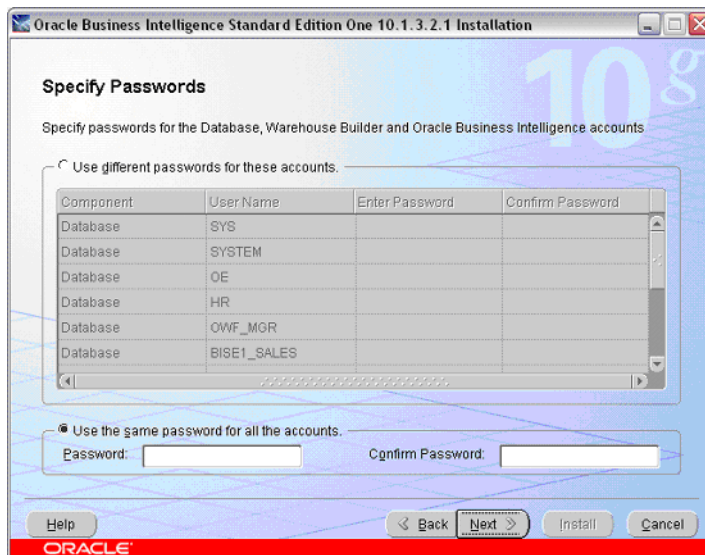 Oracle Business Intelligence Standard Edition One 10.1.3.2.1 Installation
10g
Specify Passwords
Specify passwords for the Database, Warehouse Builder and Oracle Business Intelligence accounts
Use different passwords for these accounts.
Component User Name Enter Password Confirm Password
Database SYS
Database SYSTEM
Database OE
Database HR
Database OWF_MGR
Database BISE1_SALES
Use the same password for all the accounts.
Password: Confirm Password:
Help Back Next Install Cancel
ORACLE